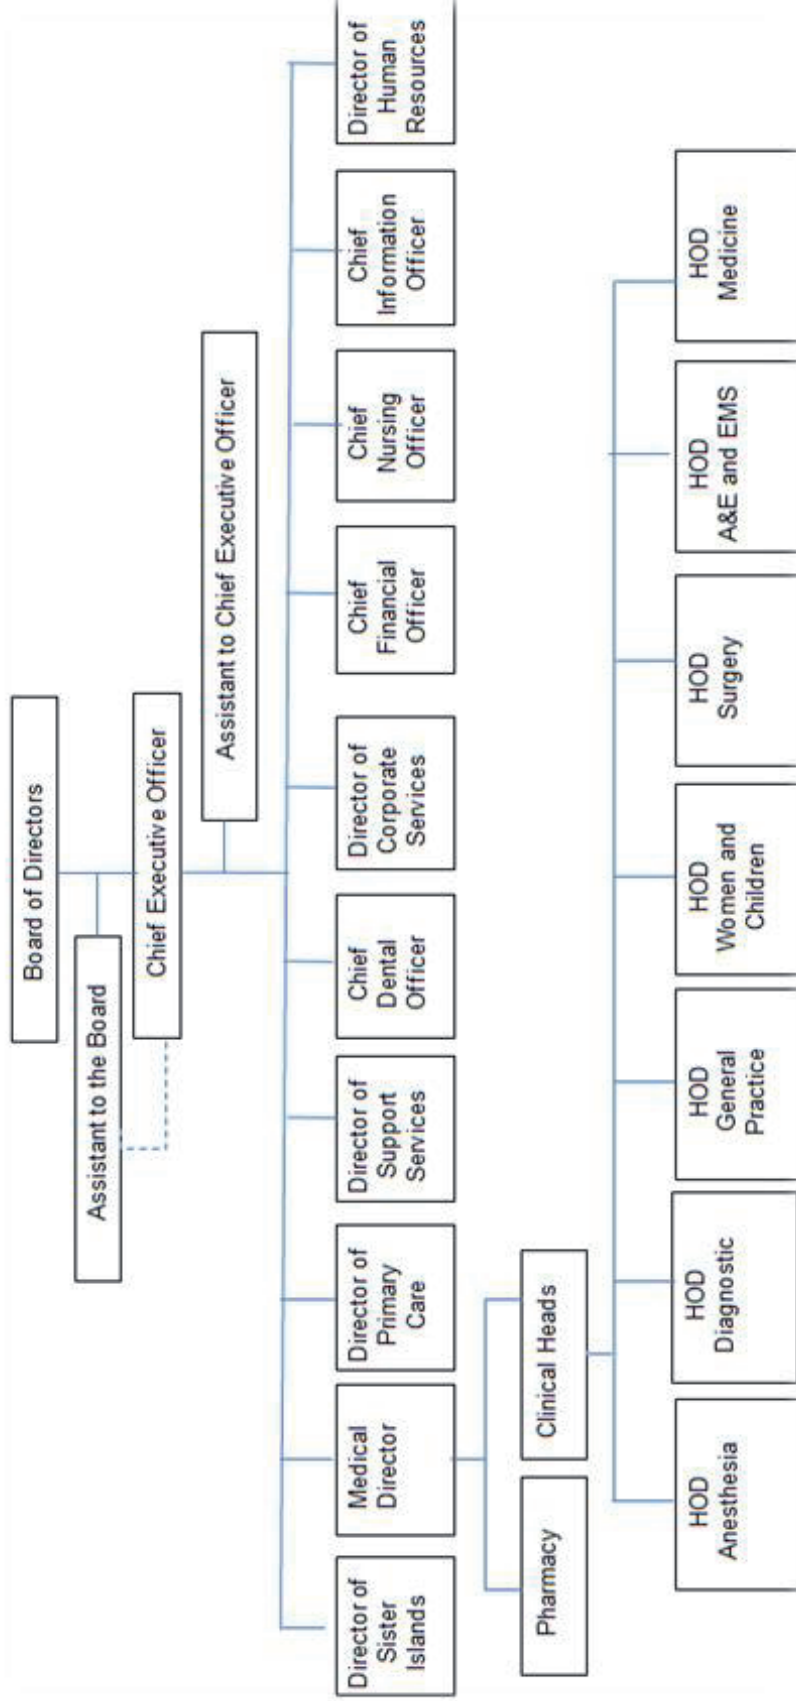 Board of Directors
Assistant to the Board
Chief Executive Officer
Assistant to Chief Executive Officer
Director of
Sister
Islands
Medical
Director
Director of
Primary
Care
Director of
Support
Services
Chief
Dental
Officer
Director of
Corporate
Services
Chief
Financial
Officer
Chief
Nursing
Officer
Chief
Information
Officer
Director of
Human
Resources
Pharmacy
Clinical Heads
HOD
Anesthesia
HOD
Diagnostic
HOD
General
Practice
HOD
Women and
Children
HOD
Surgery
HOD
A&E and EMS
HOD
Medicine